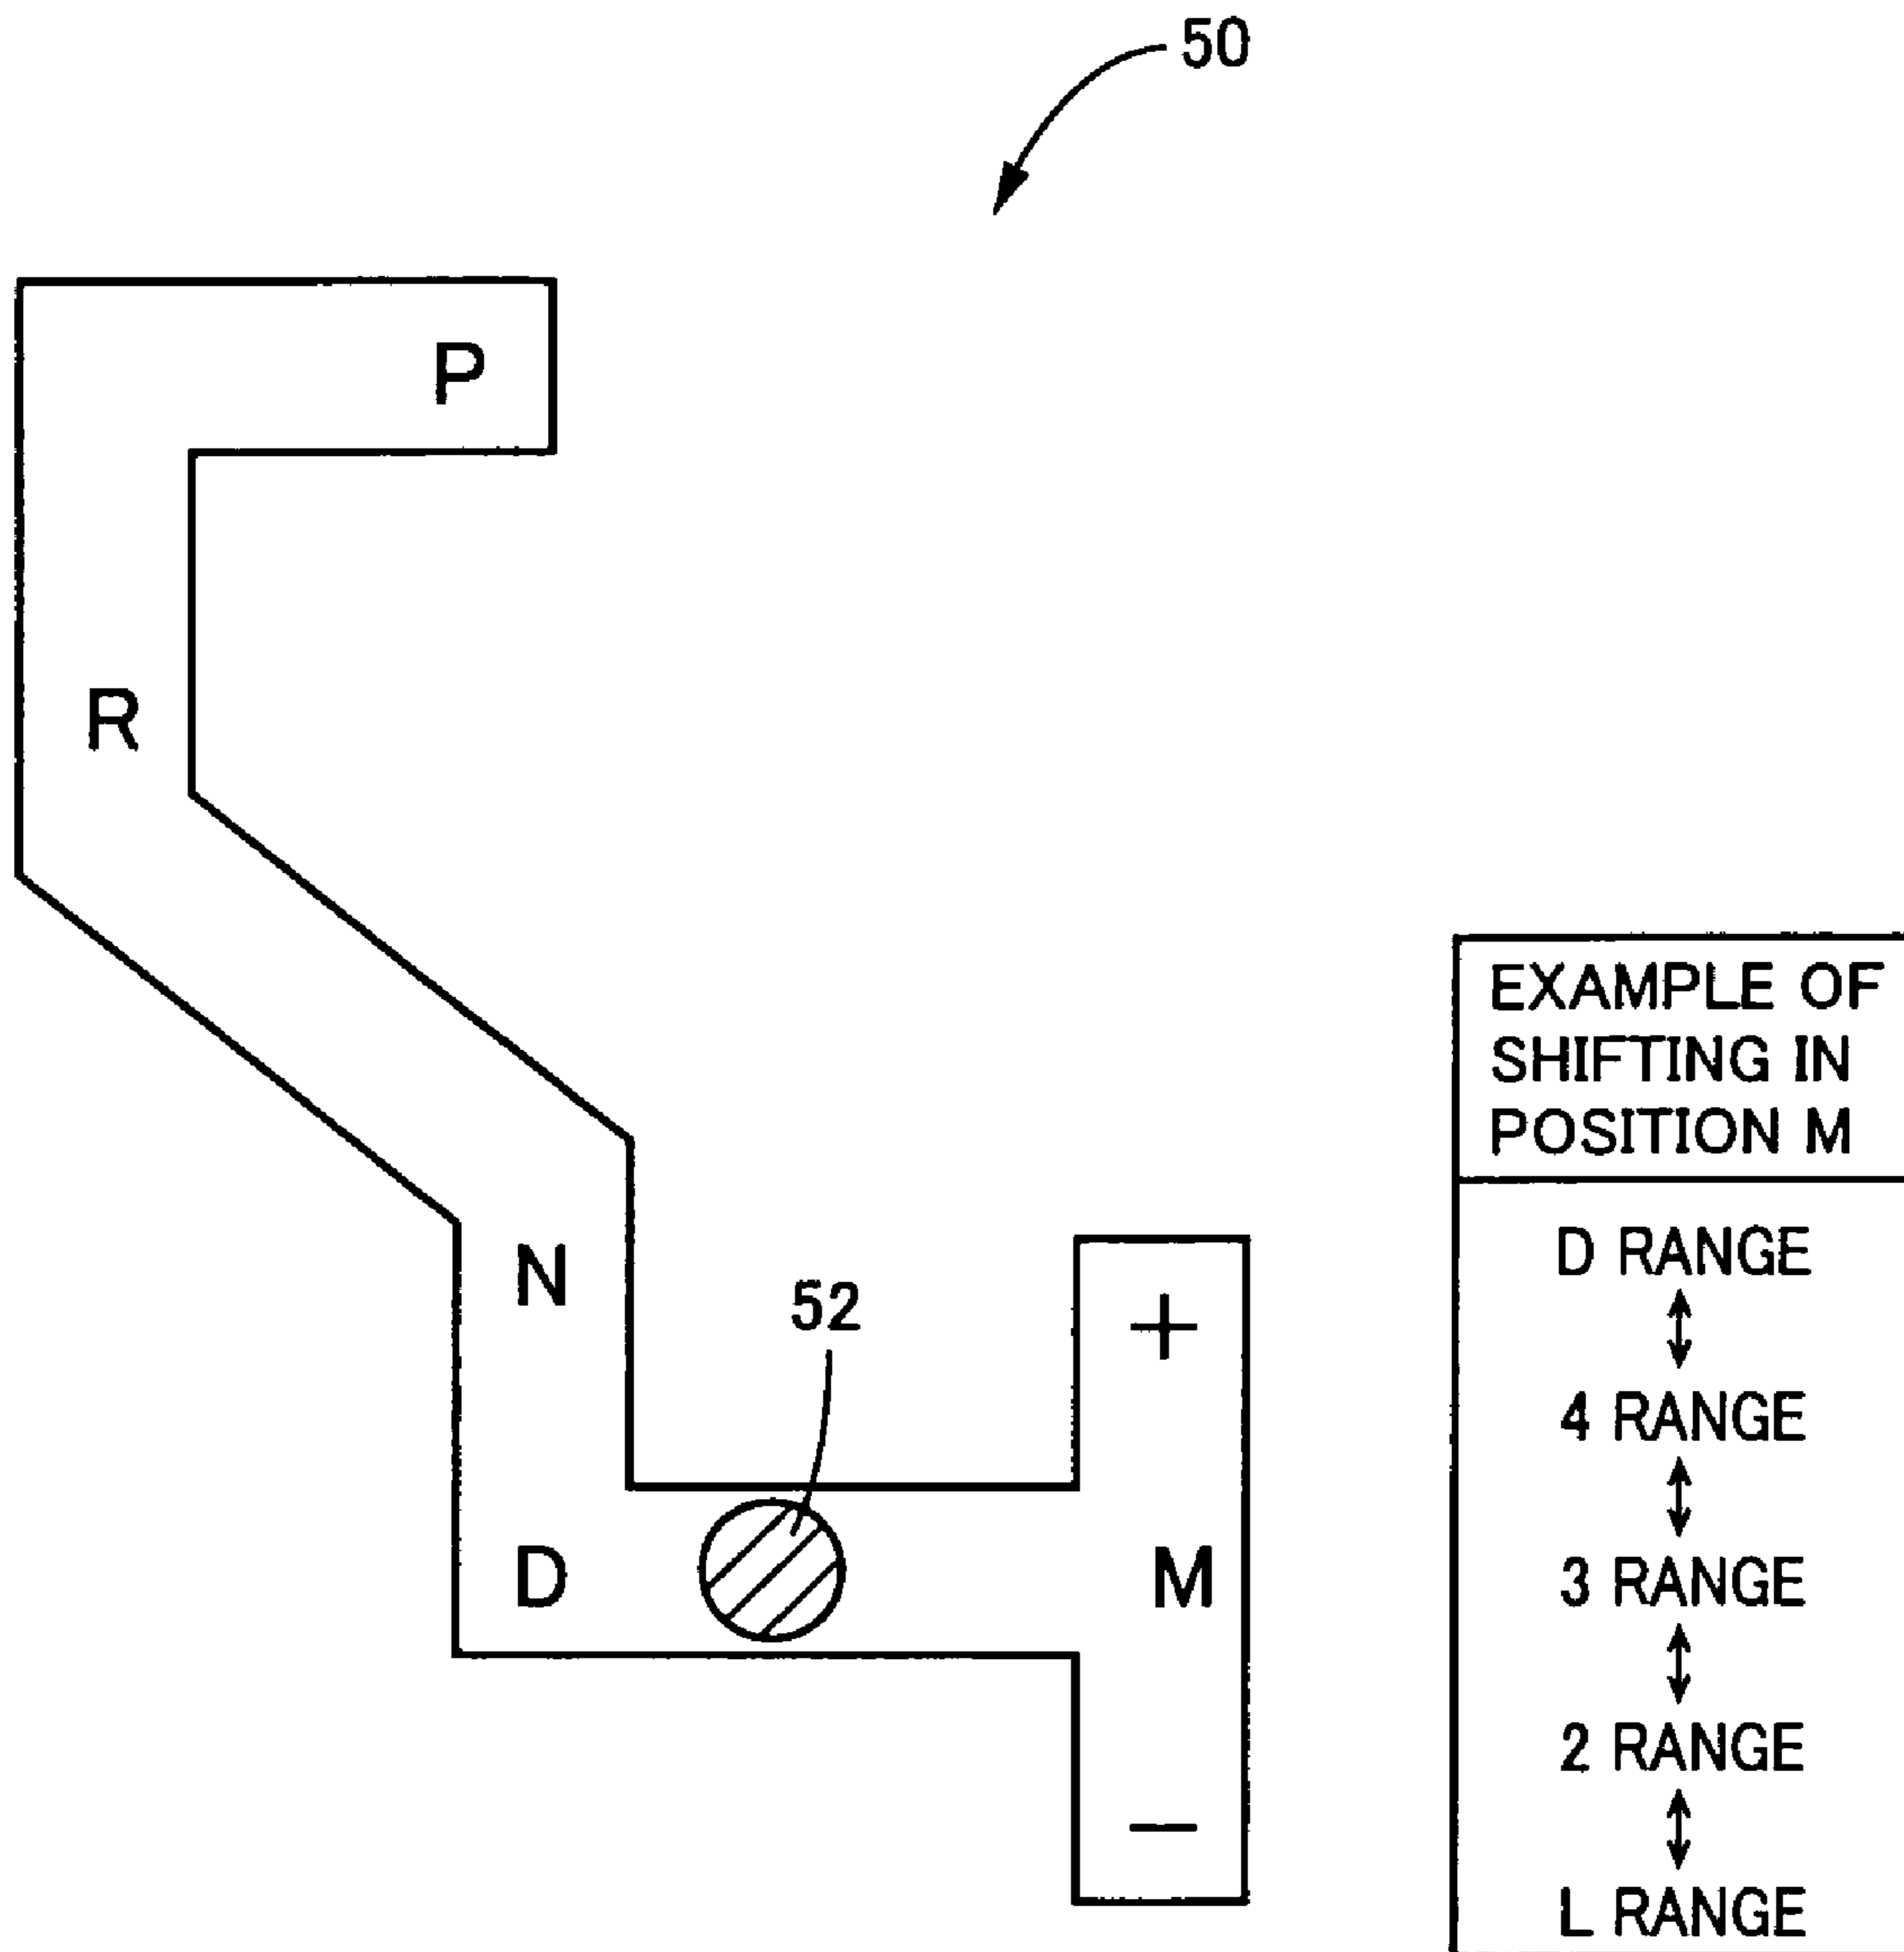 50
P
R
N
52
+
D
M
−
EXAMPLE OF
SHIFTING IN
POSITION M
D RANGE
4 RANGE
3 RANGE
2 RANGE
L RANGE